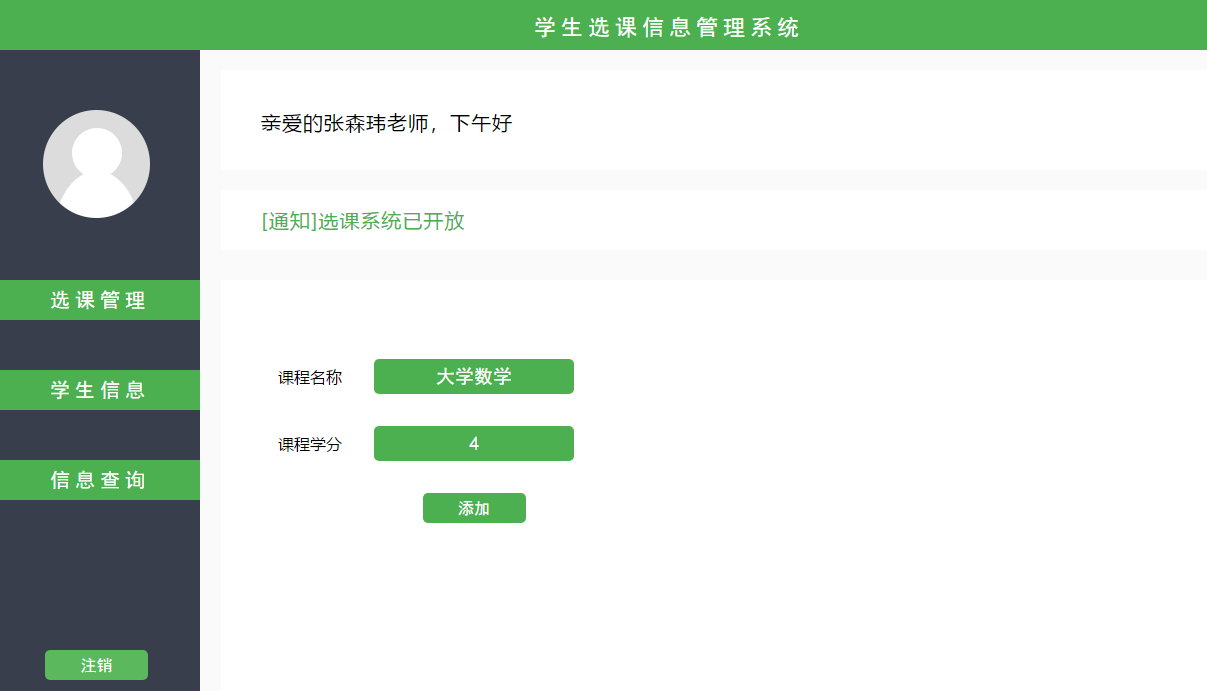 学生选课信息管理系统
亲爱的张森玮老师，下午好
[通知]选课系统已开放
选课管理
学生信息
信息查询
注销
课程名称 大学数学
课程学分 4
添加